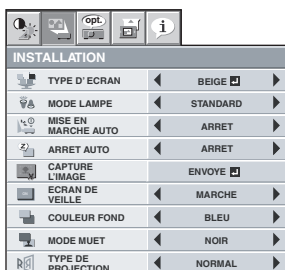 opt.
i
INSTALLATION
TYPE D' ECRAN BEIGE
MODE LAMPE STANDARD
MISE EN
MARCHE AUTO ARRET
ARRET AUTO ARRET
CAPTURE
L'IMAGE ENVOYE
ECRAN DE
VEILLE MARCHE
COULEUR FOND BLEU
MODE MUET NOIR
TYPE DE
PROJECTION NORMAL